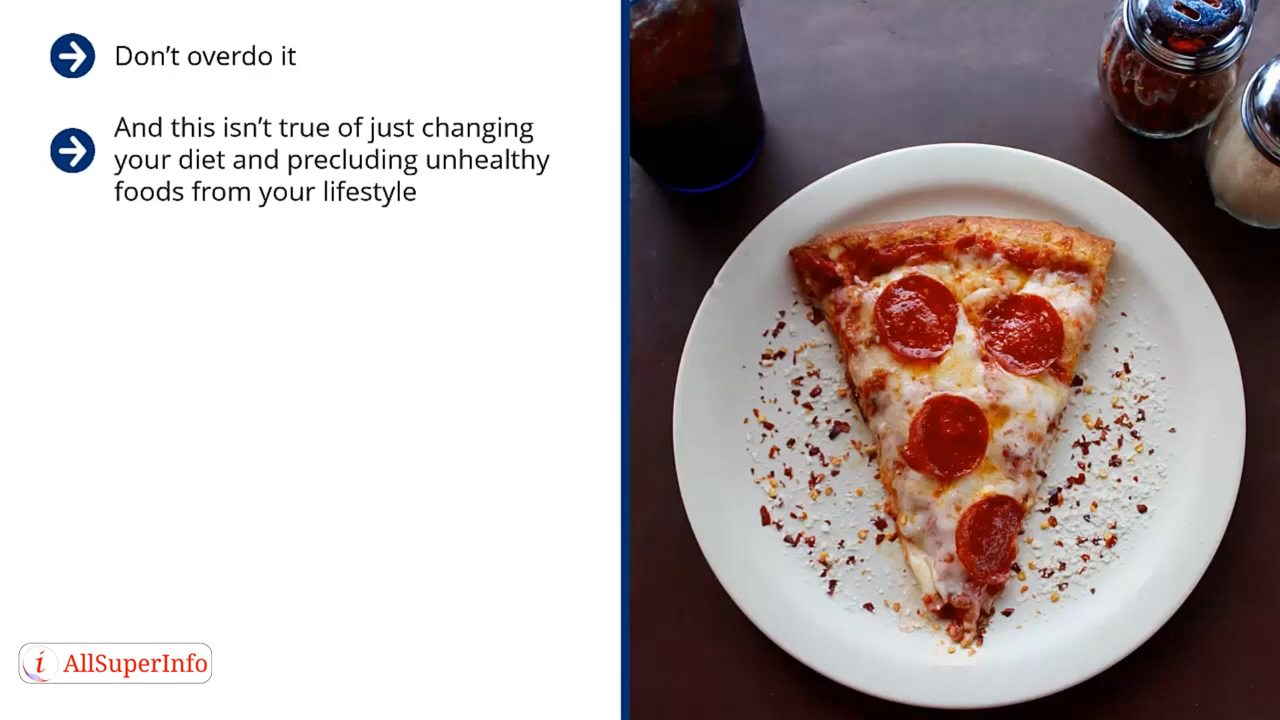 Don’t overdo it
And this isn’t true of just changing
your diet and precluding unhealthy
foods from your lifestyle
i AllSuperInfo